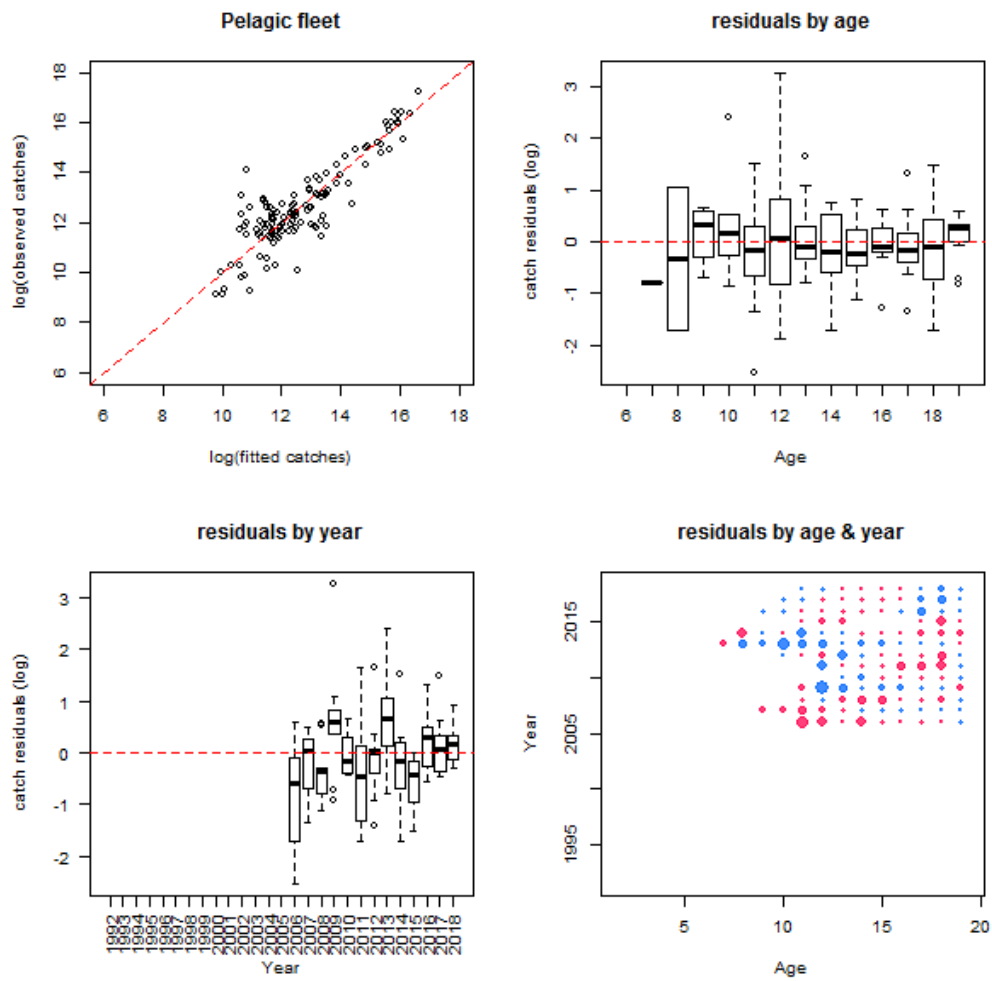 Pelagic fleet
log(observed catches)
18
16
14
12
10
8
6
6 8 10 12 14 16 18
log(fitted catches)
residuals by age
catch residuals (log)
3
2
1
0
-1
-2
6 8 10 12 14 16 18
Age
residuals by year
catch residuals (log)
3
2
1
0
-1
-2
1992 1993 1994 1995 1996 1997 1998 1999 2000 2001 2002 2003 2004 2005 2006 2007 2008 2009 2010 2011 2012 2013 2014 2015 2016 2017 2018
Year
residuals by age & year
Year
2015
2005
1995
5 10 15 20
Age